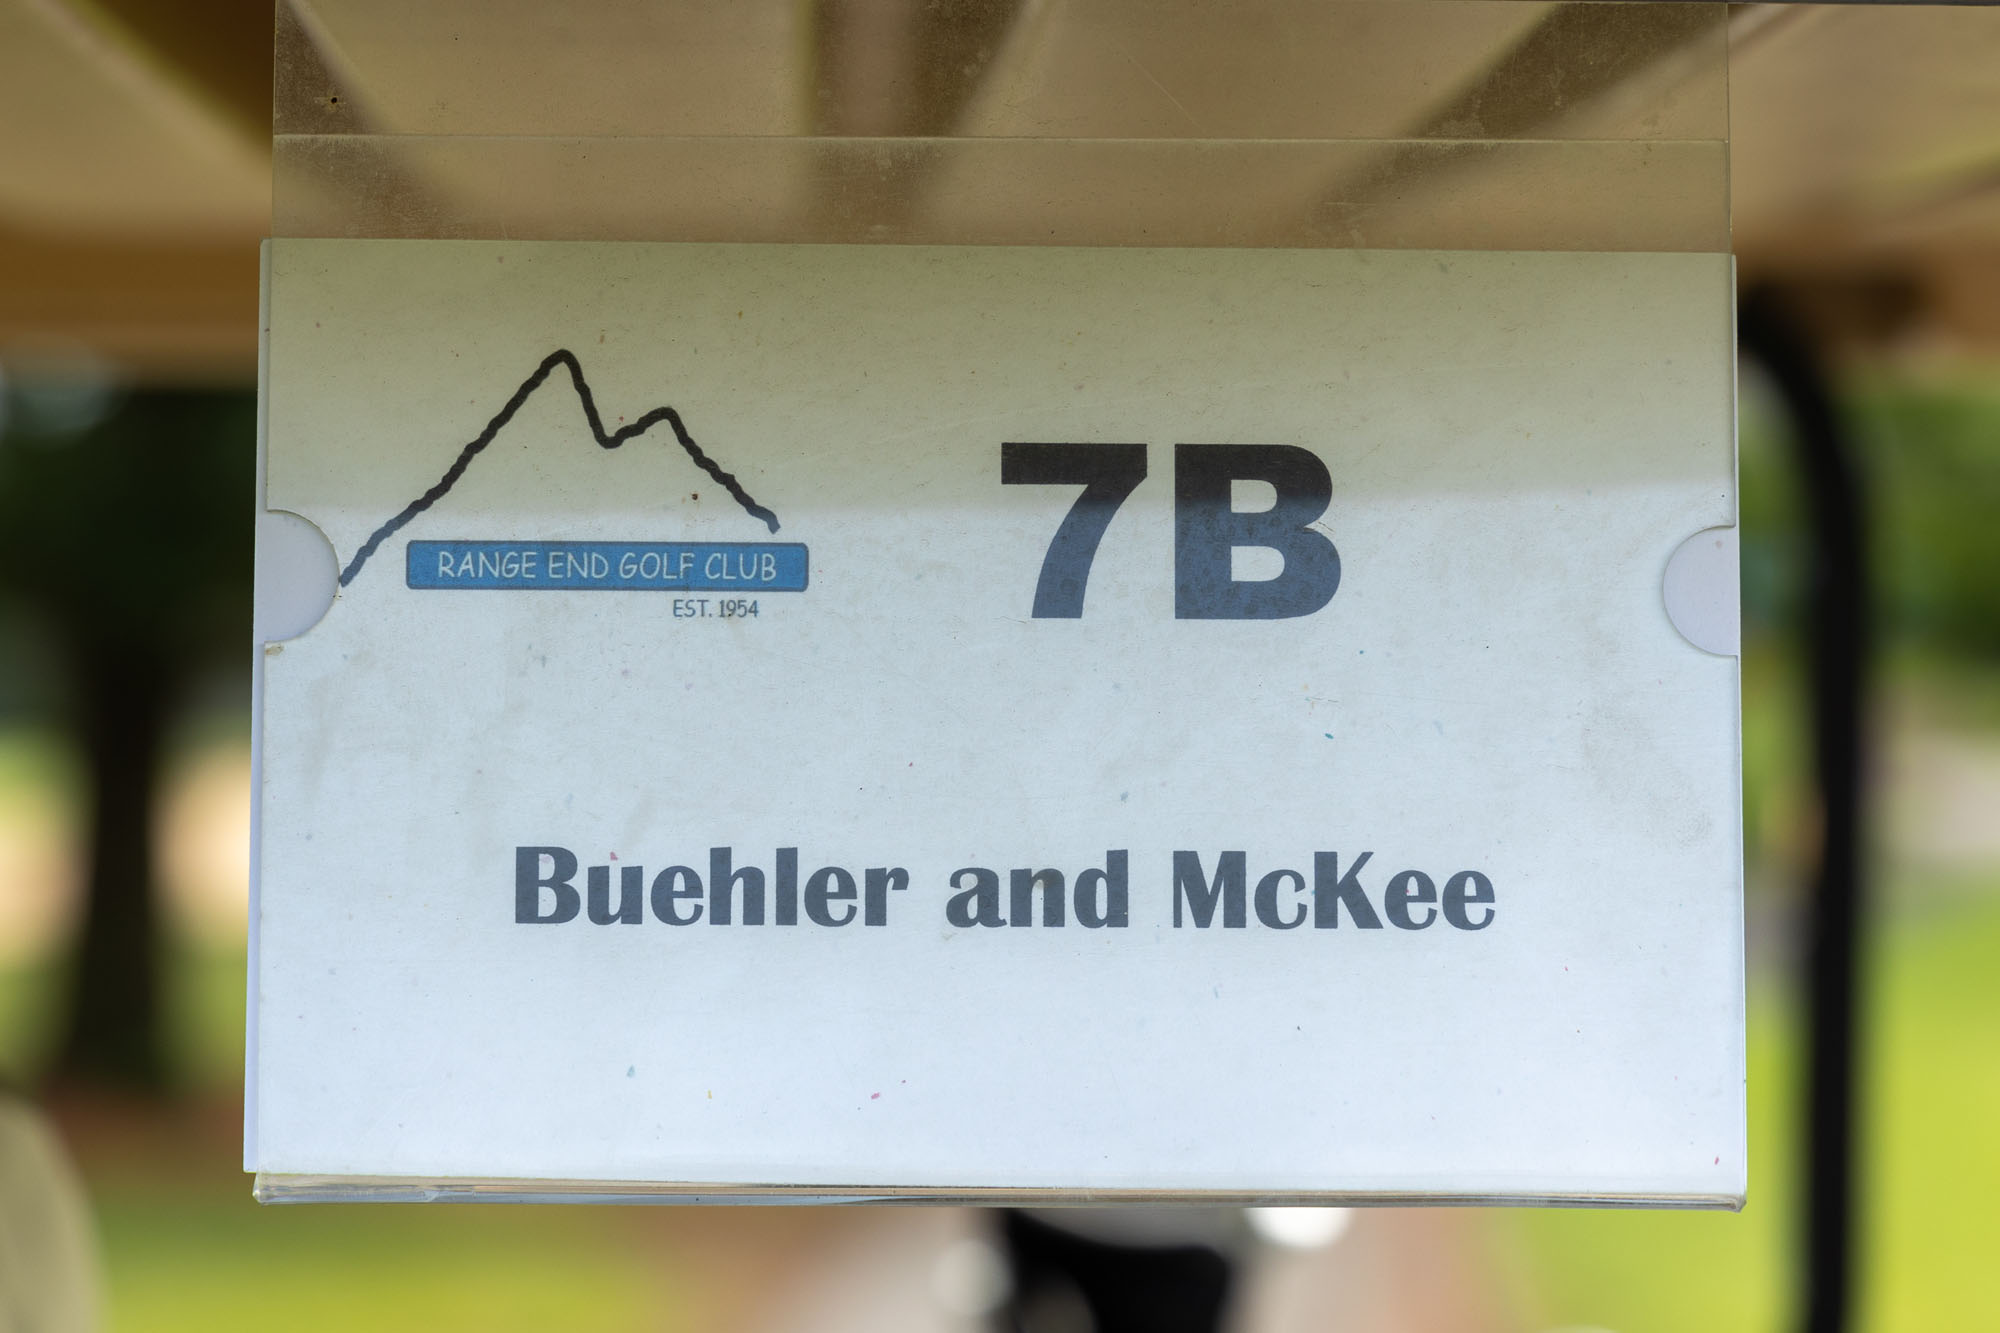 7B
RANGE END GOLF CLUB
EST. 1954
Buehler and McKee